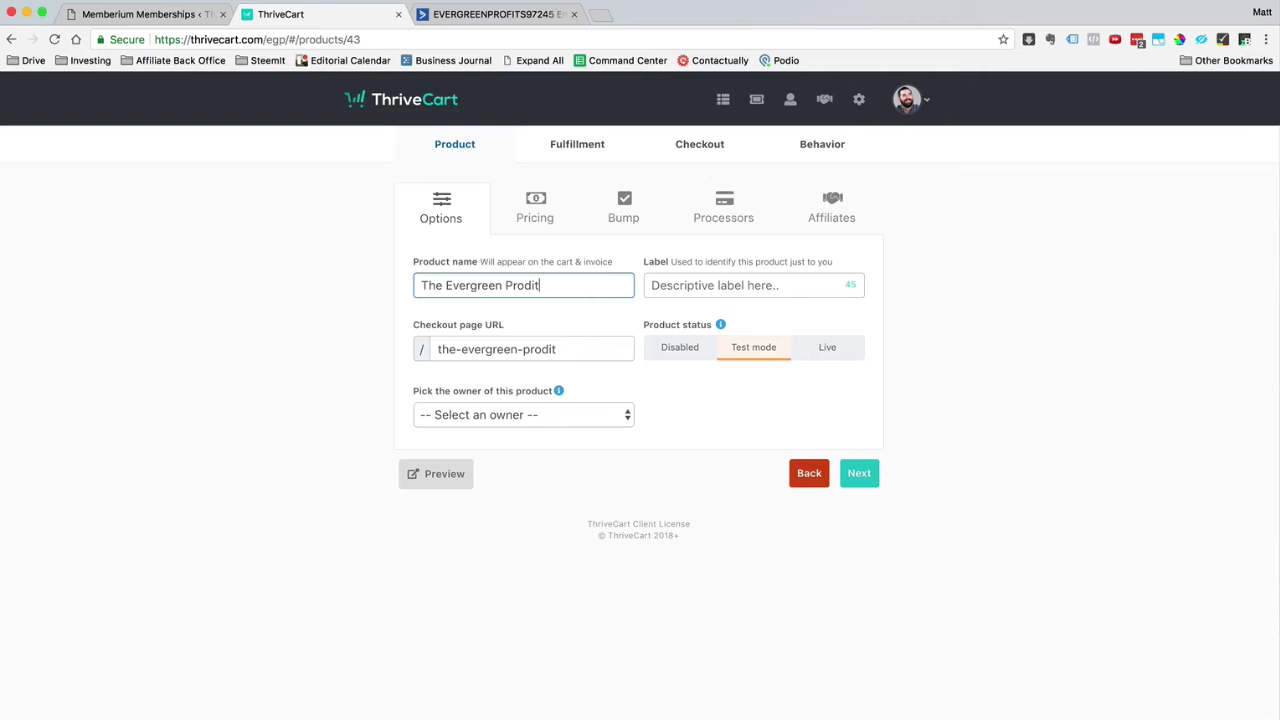 Memberium Memberships ‹ Th
ThriveCart
EVERGREENPROFITS97245 E
Matt
Secure
https://thrivecart.com/egp/#/products/43
2
Drive
Investing
Affiliate Back Office
SteemIt
Editorial Calendar
Business Journal
Expand All
Command Center
Contactually
Podio
Other Bookmarks
ThriveCart
Product
Fulfillment
Checkout
Behavior
Options
Pricing
Bump
Processors
Affiliates
Product name Will appear on the cart & invoice
Label Used to identify this product just to you
The Evergreen Prodit
Descriptive label here..
45
Checkout page URL
Product status
/ the-evergreen-prodit
Disabled
Test mode
Live
Pick the owner of this product
-- Select an owner --
Preview
Back
Next
ThriveCart Client License
© ThriveCart 2018+